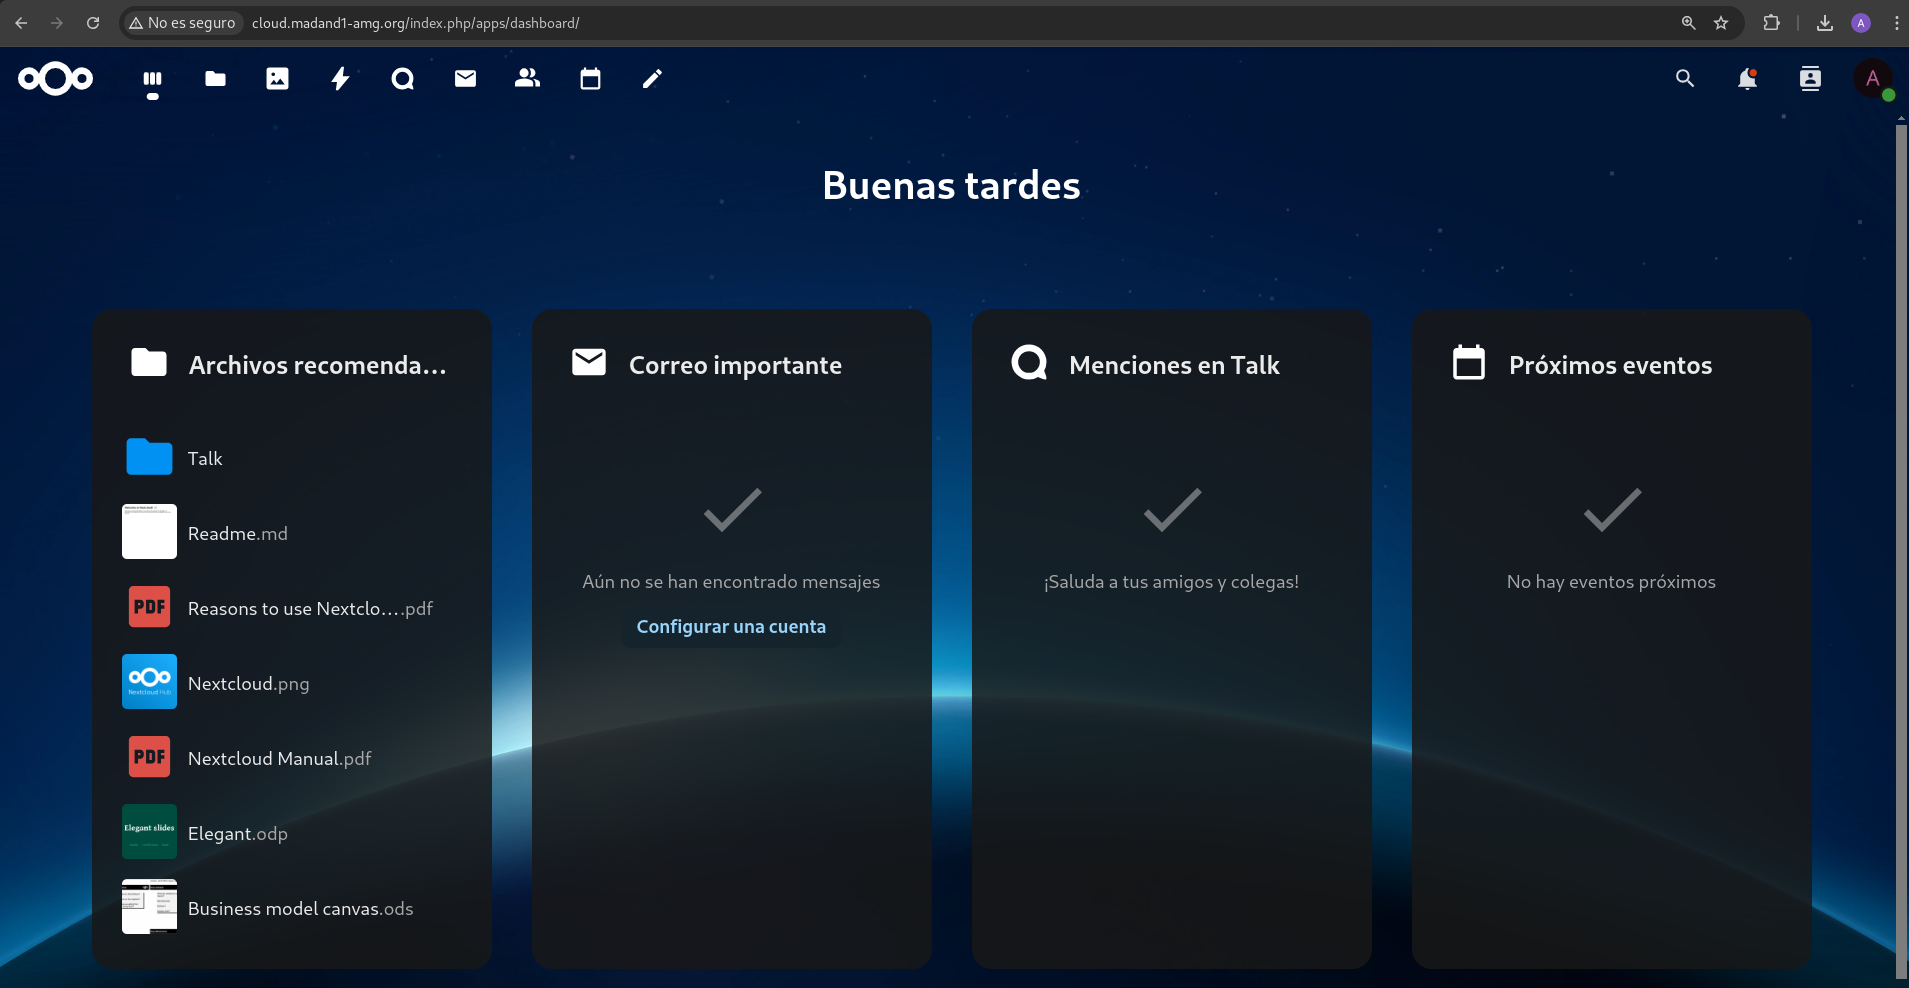 No es seguro cloud.madand1-amg.org/index.php/apps/dashboard/
A
A
Buenas tardes
Archivos recomenda...
Talk
Readme.md
PDF Reasons to use Nextclo....pdf
Nextcloud Hub
Nextcloud.png
PDF Nextcloud Manual.pdf
Elegant slides
Elegant.odp
Business model canvas.ods
Correo importante
Aún no se han encontrado mensajes
Configurar una cuenta
Menciones en Talk
¡Saluda a tus amigos y colegas!
Próximos eventos
No hay eventos próximos